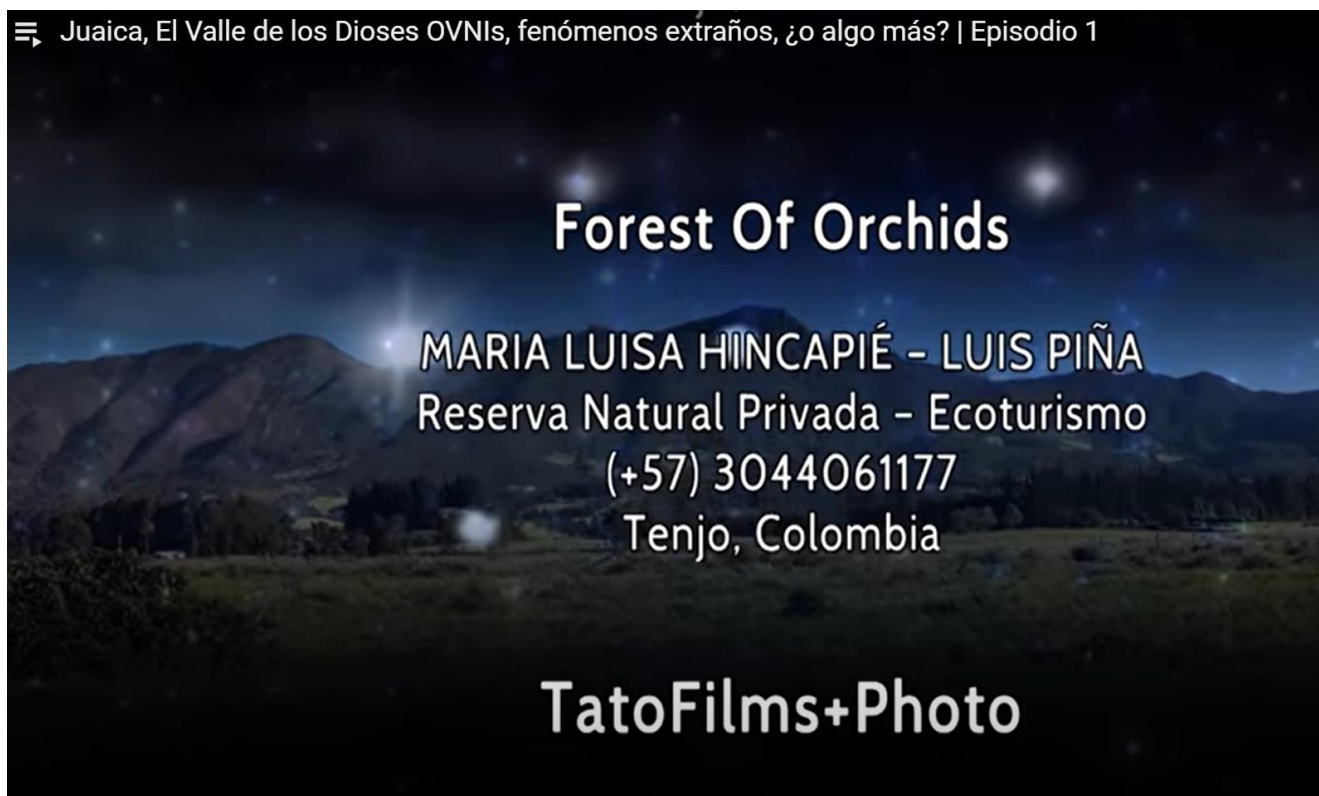 Juaica, El Valle de los Dioses OVNIs, fenómenos extraños, ¿o algo más? | Episodio 1
Forest Of Orchids
MARIA LUISA HINCAPIÉ – LUIS PIÑA
Reserva Natural Privada – Ecoturismo
(+57) 3044061177
Tenjo, Colombia
TatoFilms+Photo